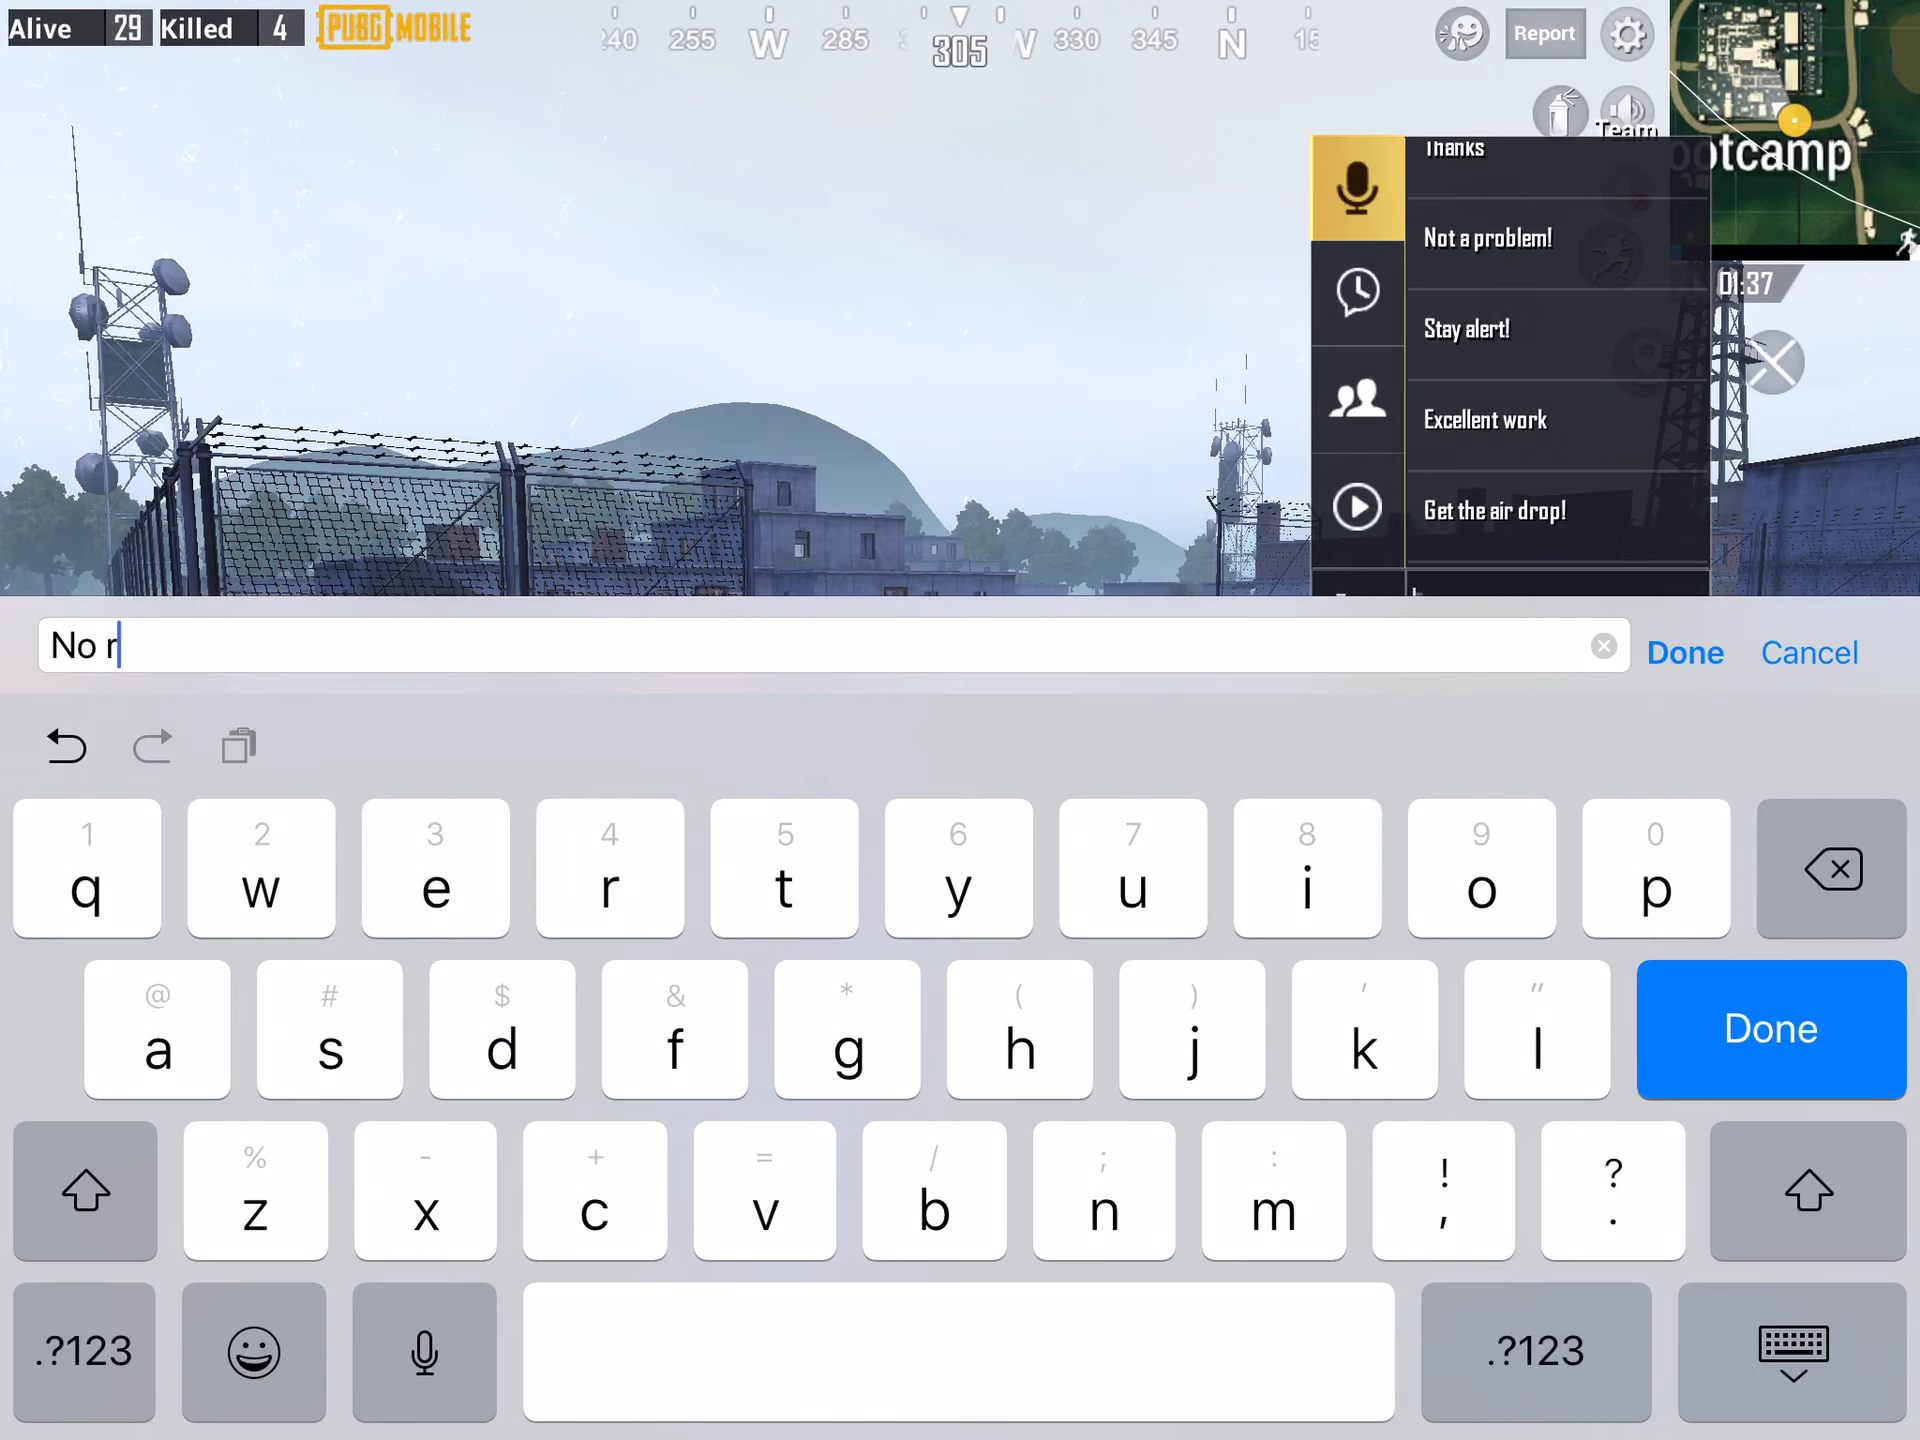 Alive 29 Killed 4 PUBG MOBILE
240 255 W 285 305 330 345 N 15
Report
Team
ootcamp
Thanks
Not a problem!
01:37
Stay alert!
Excellent work
Get the air drop!
No r
Done Cancel
1 2 3 4 5 6 7 8 9 0
q w e r t y u i o p
@ # $ & * ( ) ' "
a s d f g h j k l Done
% - + = / ; : ! ?
z x c v b n m , .
.?123 .?123